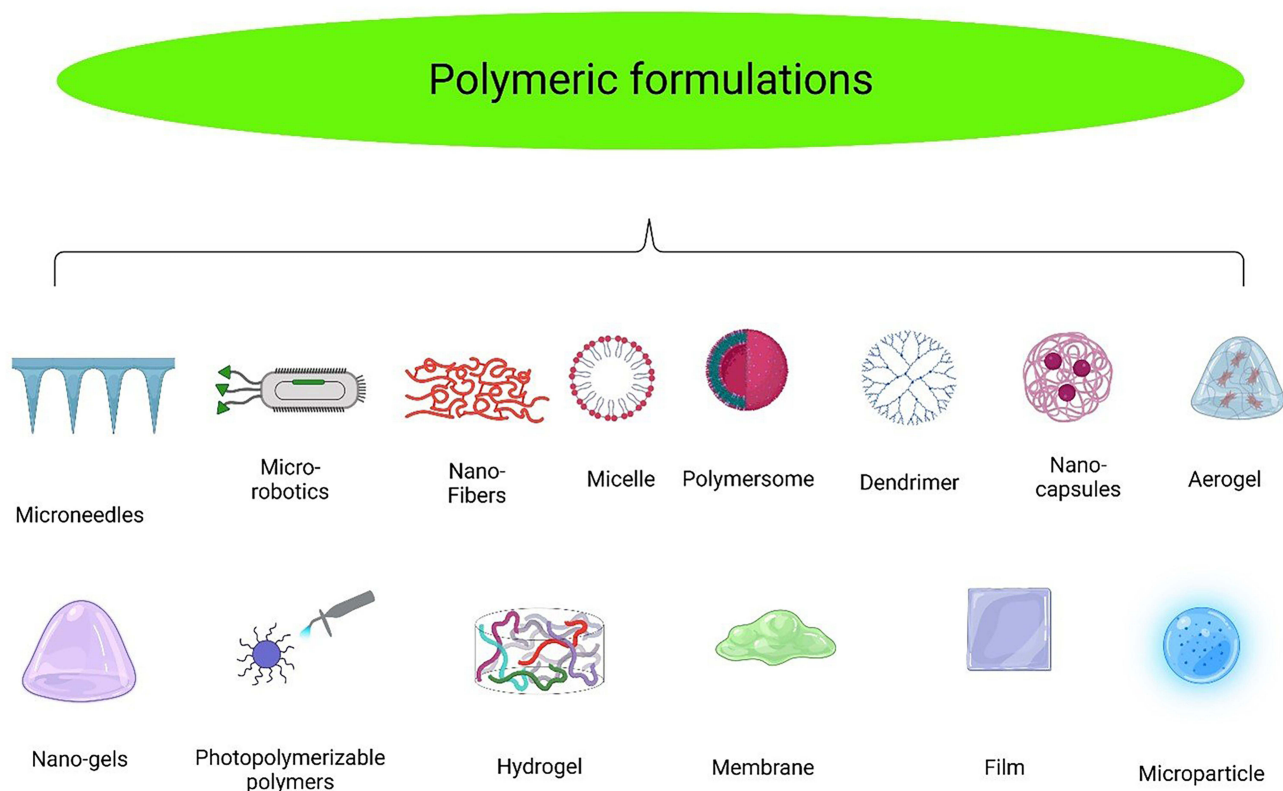 Polymeric formulations
Microneedles
Micro-
robotics
Nano-
Fibers
Micelle
Polymersome
Dendrimer
Nano-
capsules
Aerogel
Nano-gels
Photopolymerizable
polymers
Hydrogel
Membrane
Film
Microparticle